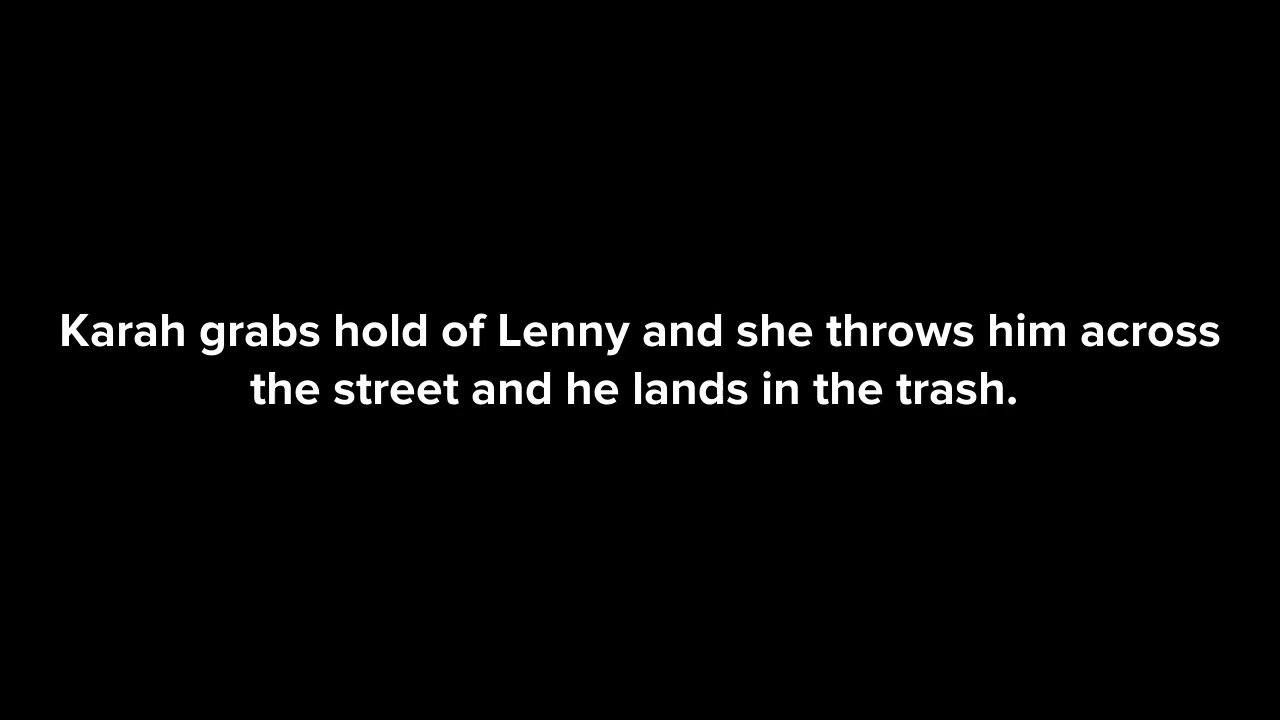 Karah grabs hold of Lenny and she throws him across
the street and he lands in the trash.